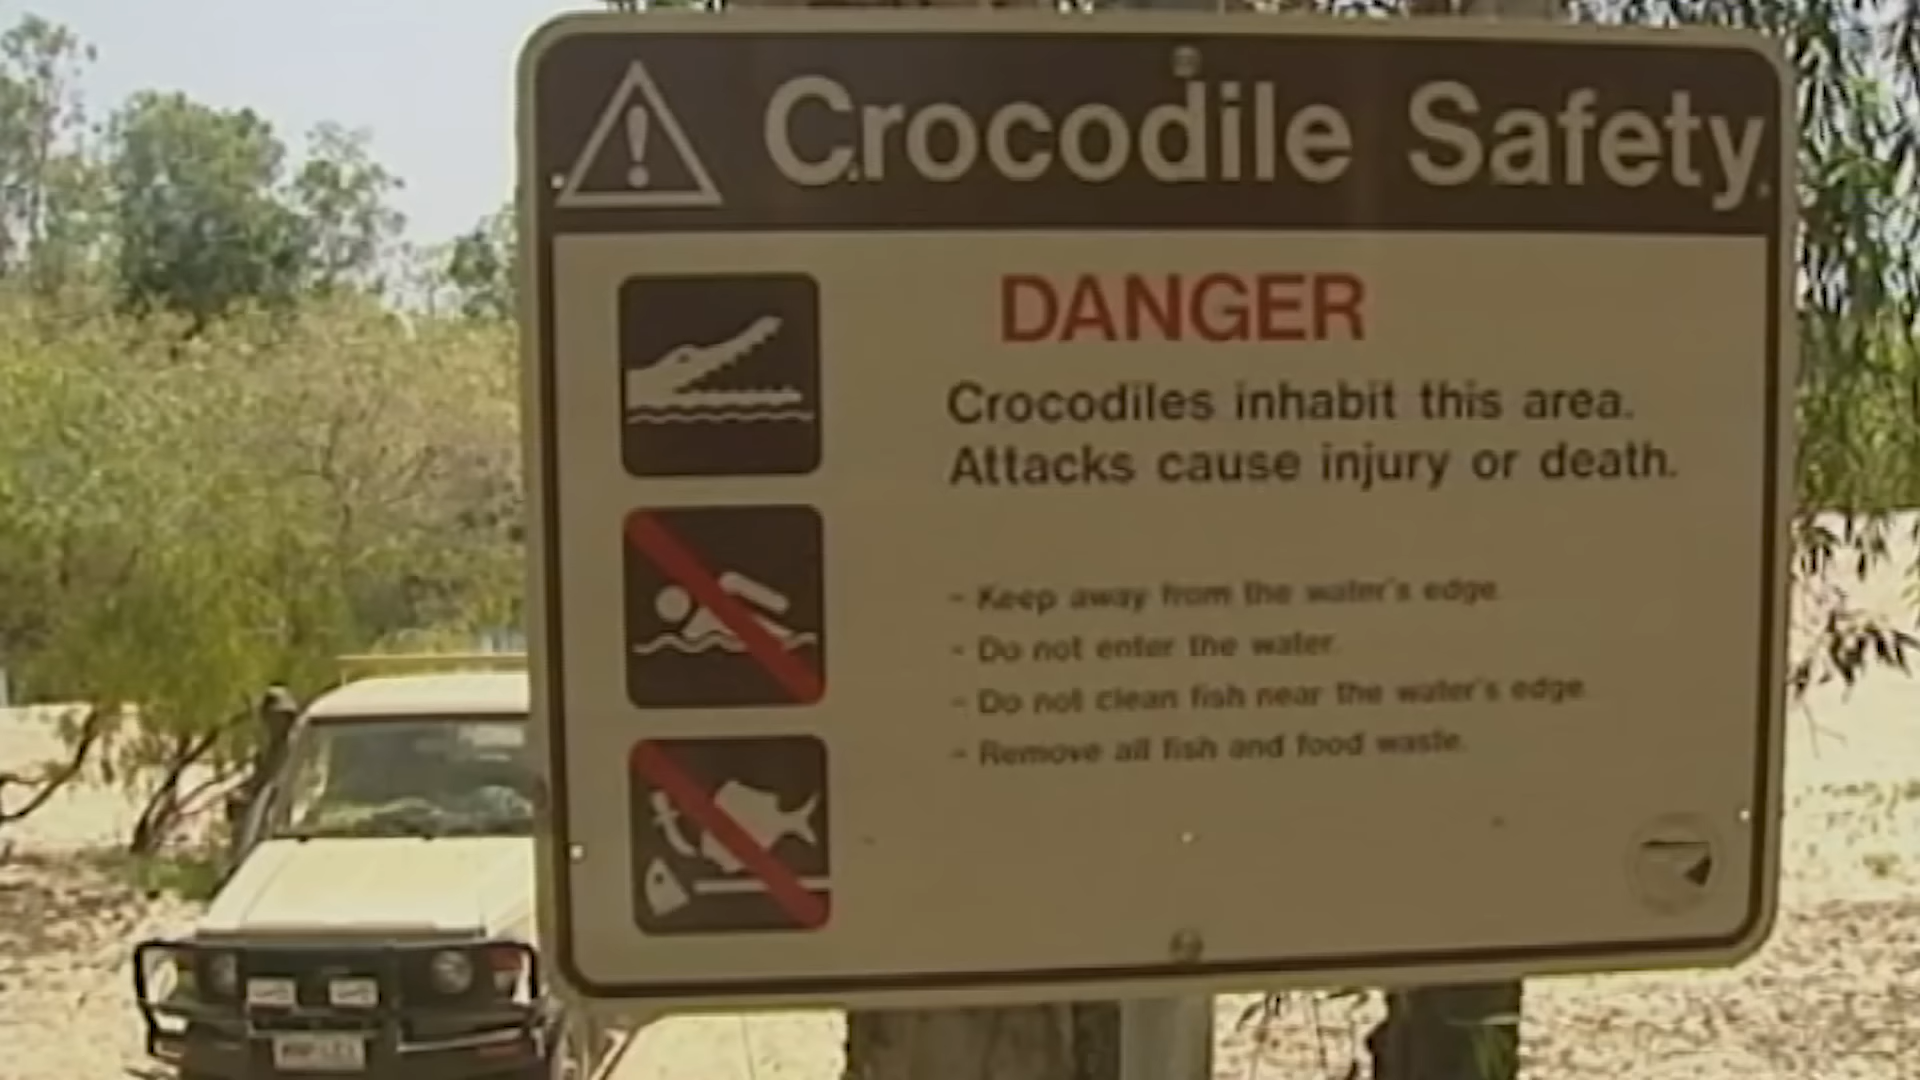 Crocodile Safety
DANGER
Crocodiles inhabit this area.
Attacks cause injury or death.
- Keep away from the water's edge.
- Do not enter the water.
- Do not clean fish near the water's edge.
- Remove all fish and food waste.